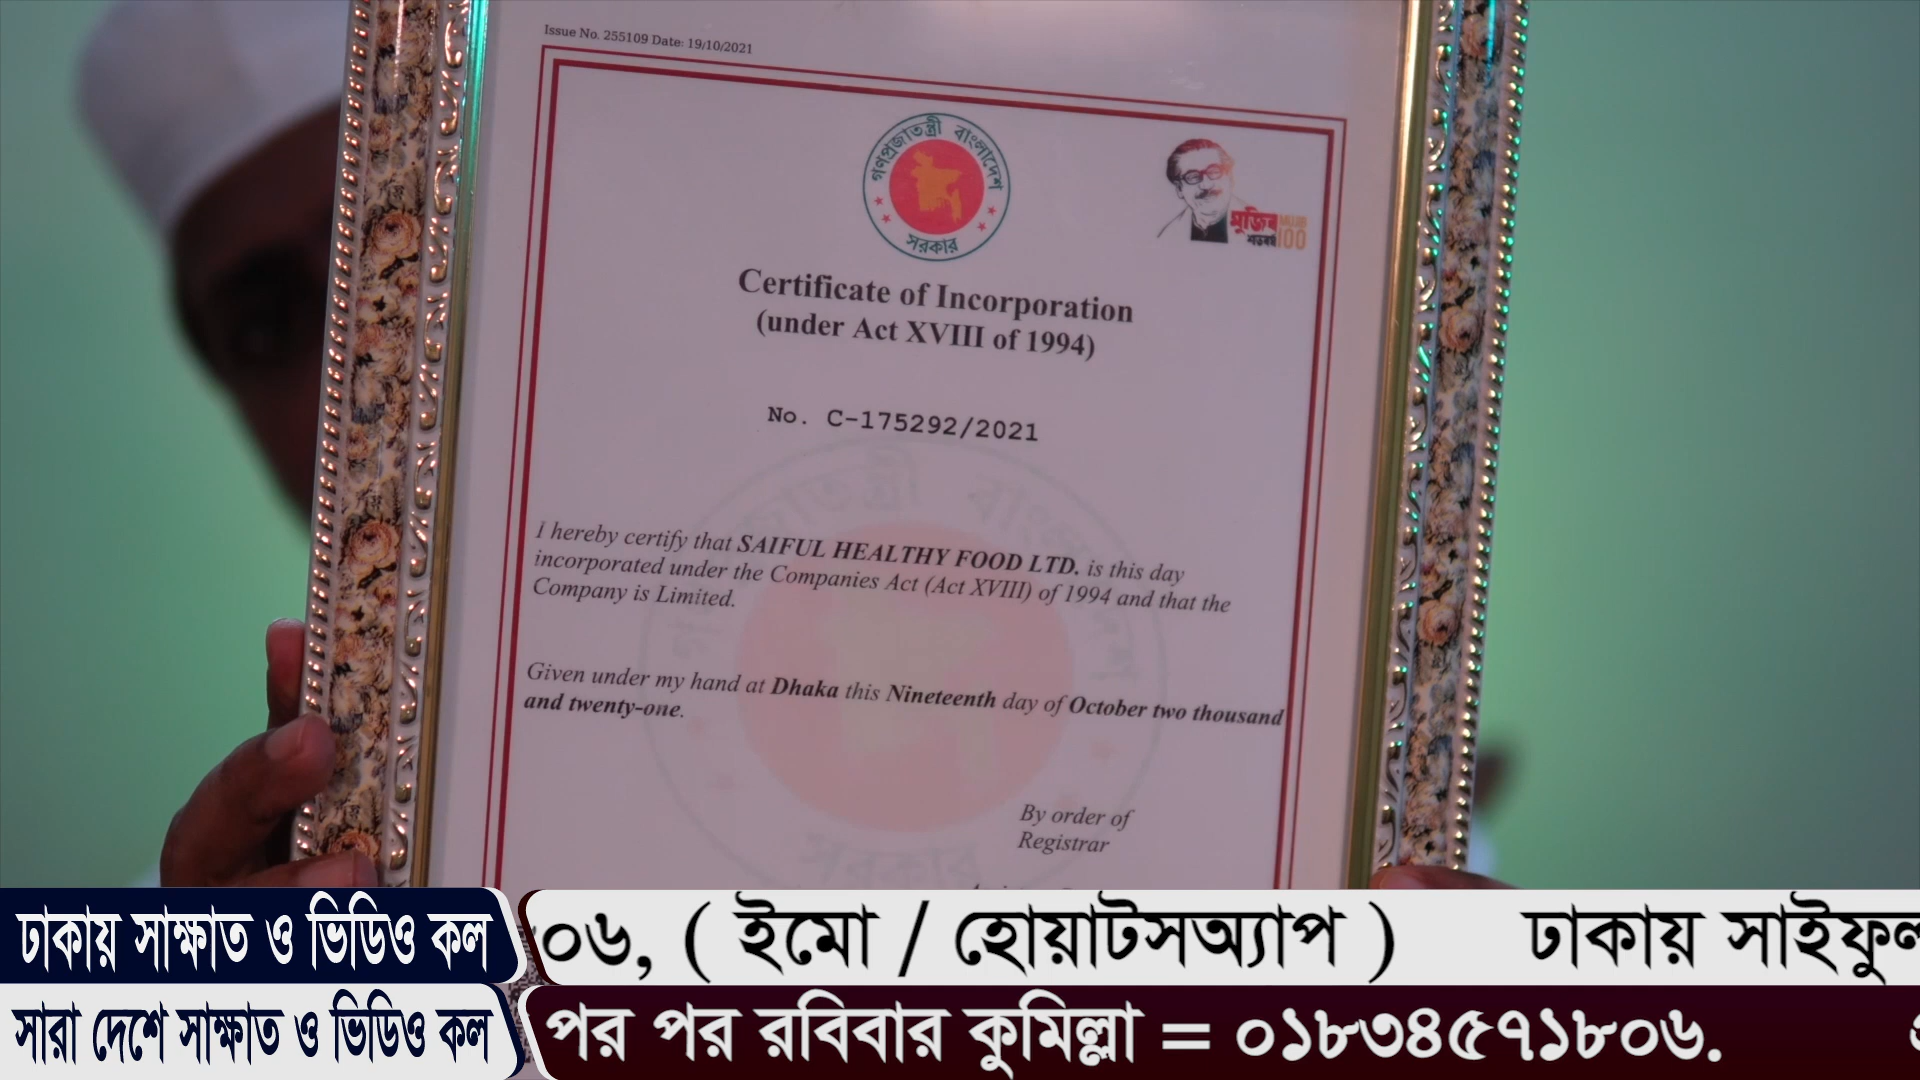 Issue No. 255109 Date: 19/10/2021
গণপ্রজাতন্ত্রী বাংলাদেশ
সরকার
মুজিব
শতবর্ষ
100
Certificate of Incorporation
(under Act XVIII of 1994)
No. C-175292/2021
I hereby certify that SAIFUL HEALTHY FOOD LTD. is this day
incorporated under the Companies Act (Act XVIII) of 1994 and that the
Company is Limited.
Given under my hand at Dhaka this Nineteenth day of October two thousand
and twenty-one.
By order of
Registrar
ঢাকায় সাক্ষাত ও ভিডিও কল
০৬, ( ইমো / হোয়াটসঅ্যাপ ) ঢাকায় সাইফুল
সারা দেশে সাক্ষাত ও ভিডিও কল
পর পর রবিবার কুমিল্লা = ০১৮৩৪৫৭১৮০৬.